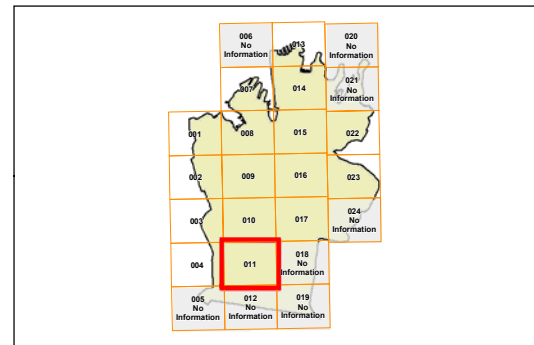 006
No
Information
013
020
No
Information
007
014
021
No
Information
001
008
015
022
002
009
016
023
003
010
017
024
No
Information
004
011
018
No
Information
005
No
Information
012
No
Information
019
No
Information